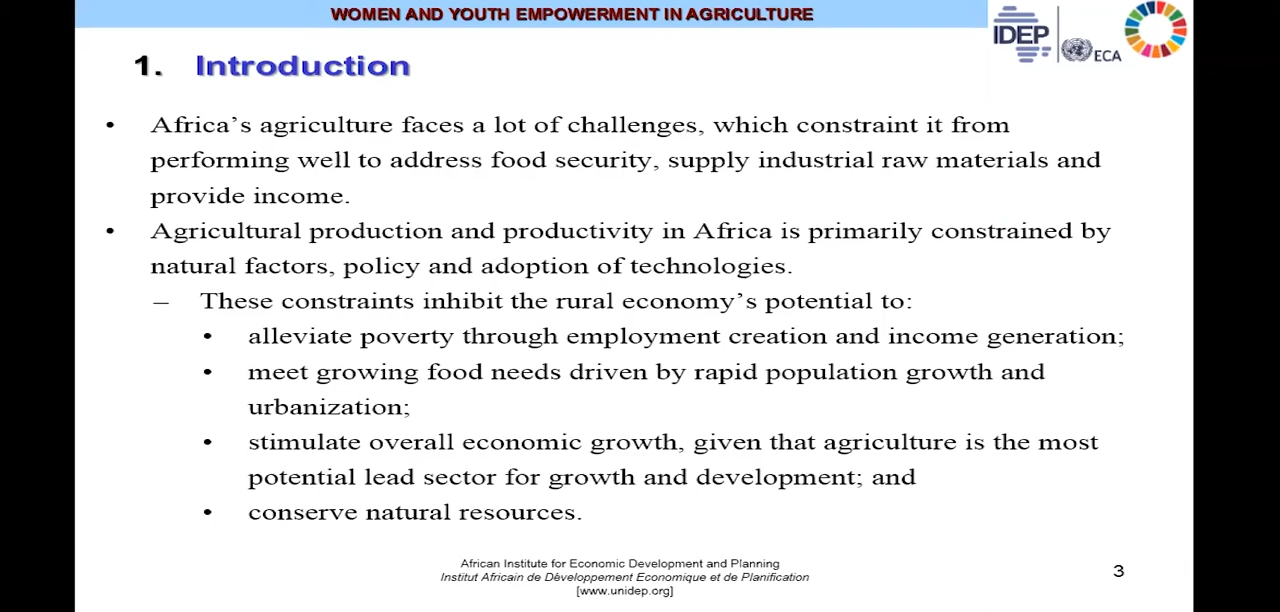 WOMEN AND YOUTH EMPOWERMENT IN AGRICULTURE
IDEP
ECA
1. Introduction
• Africa's agriculture faces a lot of challenges, which constraint it from
performing well to address food security, supply industrial raw materials and
provide income.
• Agricultural production and productivity in Africa is primarily constrained by
natural factors, policy and adoption of technologies.
– These constraints inhibit the rural economy's potential to:
• alleviate poverty through employment creation and income generation;
• meet growing food needs driven by rapid population growth and
urbanization;
• stimulate overall economic growth, given that agriculture is the most
potential lead sector for growth and development; and
• conserve natural resources.
African Institute for Economic Development and Planning
Institut Africain de Développement Economique et de Planification
[www.unidep.org]
3